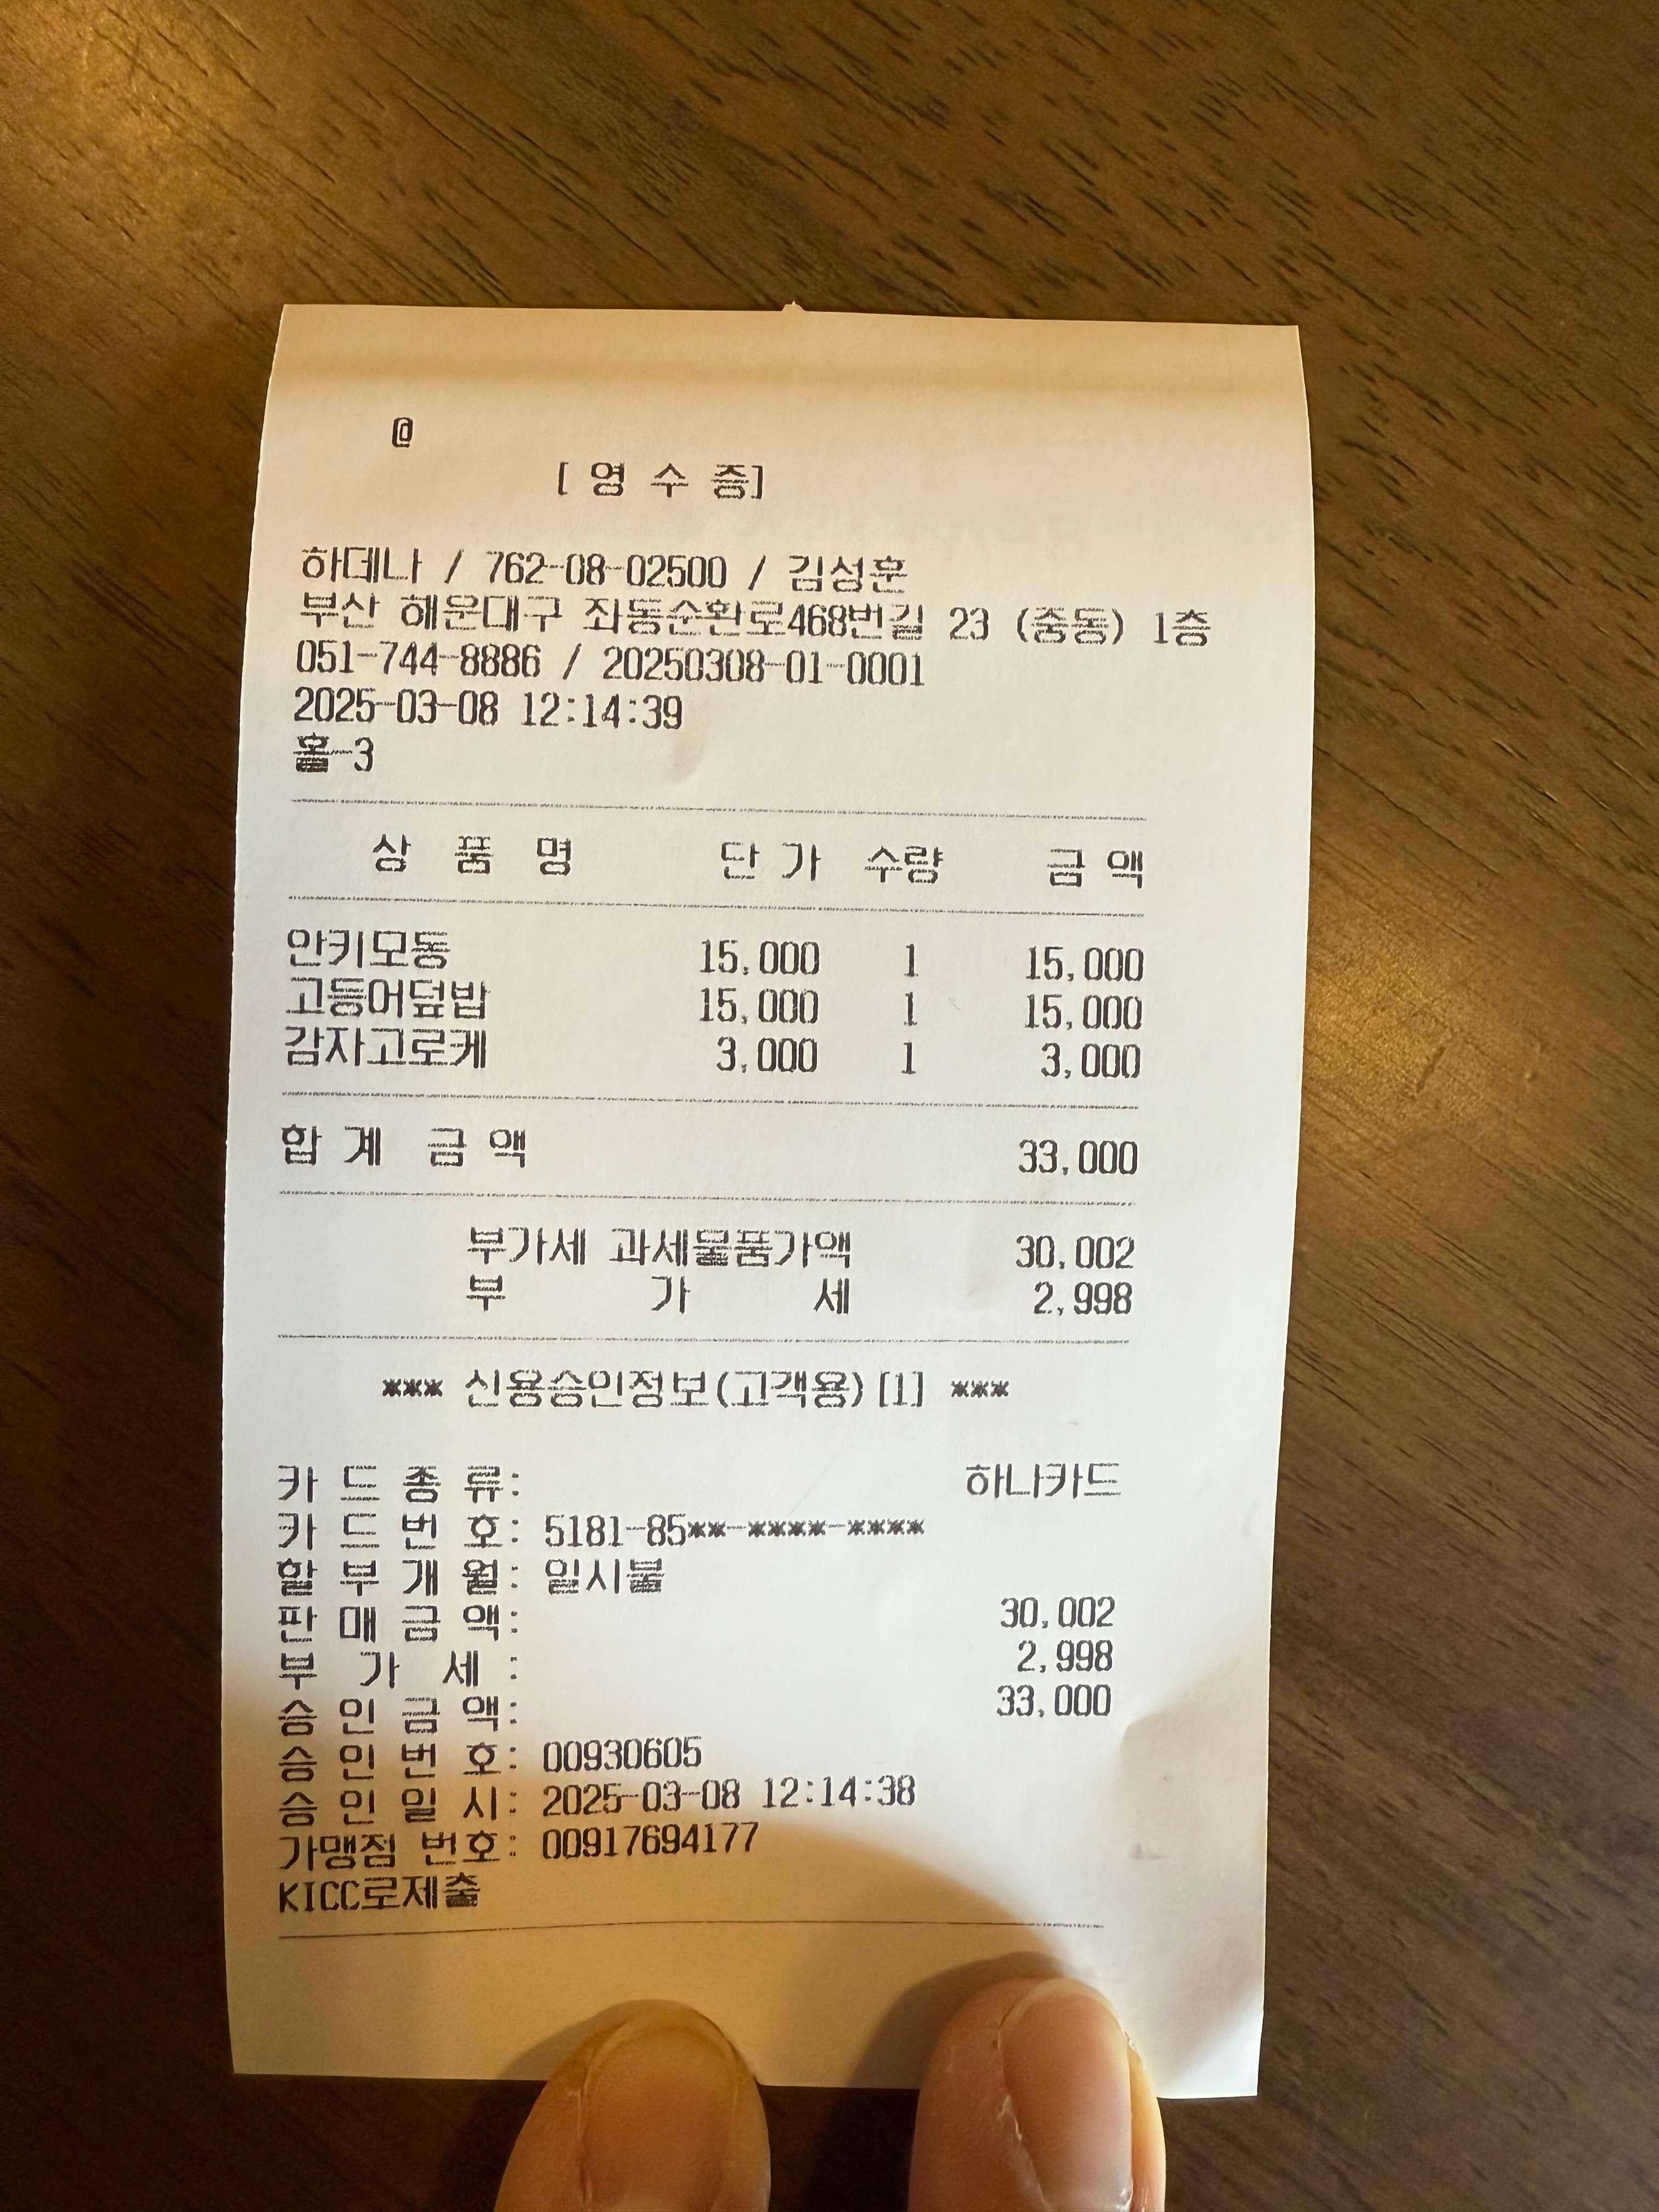 @
[ 영 수 증]
하데나 / 762-08-02500 / 김성훈
부산 해운대구 좌동순환로468번길 23 (중동) 1층
051-744-8886 / 20250308-01-0001
2025-03-08 12:14:39
홀-3
상 품 명 단 가 수량 금 액
안키모동 15,000 1 15,000
고등어덮밥 15,000 1 15,000
감자고로케 3,000 1 3,000
합 계 금 액 33,000
부가세 과세물품가액 30,002
부 가 세 2,998
*** 신용승인정보(고객용)[1] ***
카 드 종 류: 하나카드
카 드 번 호: 5181-85**-****-****
할 부 개 월: 일시불
판 매 금 액: 30,002
부 가 세 : 2,998
승 인 금 액: 33,000
승 인 번 호: 00930605
승 인 일 시: 2025-03-08 12:14:38
가맹점 번호: 00917694177
KICC로제출